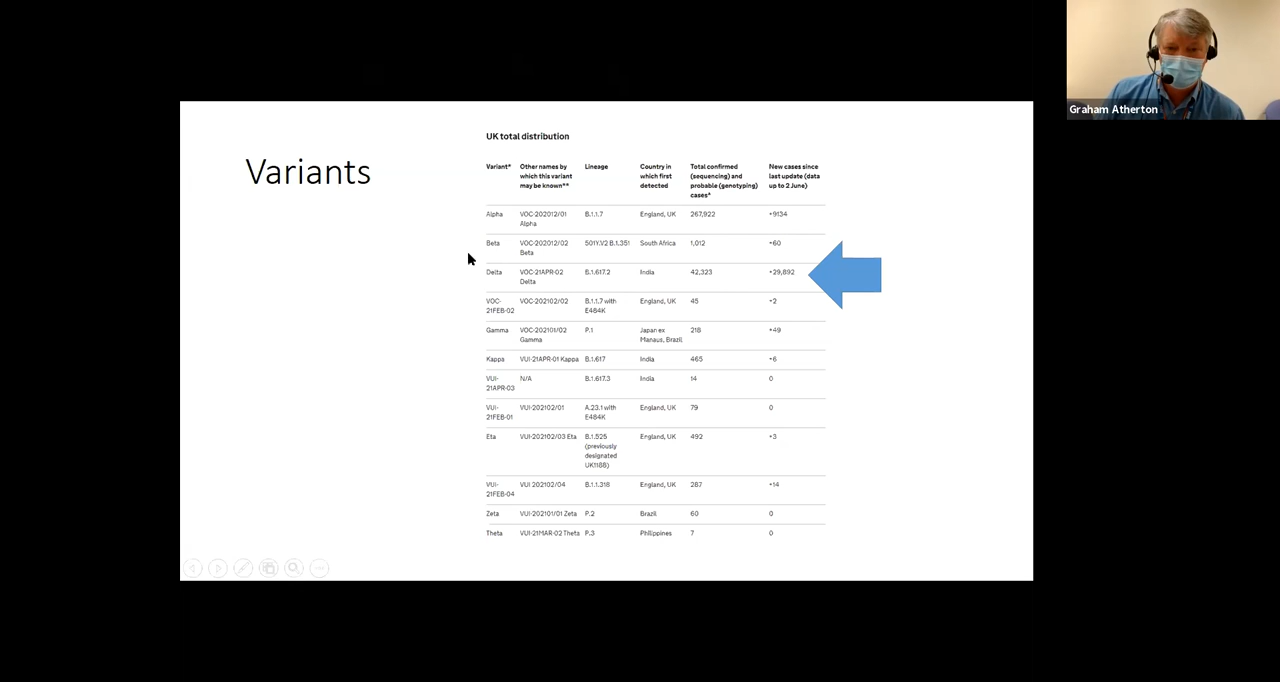 Graham Atherton
UK total distribution
Variants
Variant* Other names by Lineage Country in Total confirmed New cases since
which this variant which first (sequencing) and last update (data
may be known** detected probable (genotyping) up to 2 June)
cases^
Alpha VOC-202012/01 B.1.1.7 England, UK 267,922 +9134
Alpha
Beta VOC-202012/02 501Y.V2 B.1.351 South Africa 1,012 +60
Beta
Delta VOC-21APR-02 B.1.617.2 India 42,323 +29,892
Delta
VOC- VOC-202102/02 B.1.1.7 with England, UK 45 +2
21FEB-02 E484K
Gamma VOC-202101/02 P.1 Japan ex 218 +49
Gamma Manaus, Brazil
Kappa VUI-21APR-01 Kappa B.1.617 India 465 +6
VUI- N/A B.1.617.3 India 14 0
21APR-03
VUI- VUI-202102/01 A.23.1 with England, UK 79 0
21FEB-01 E484K
Eta VUI-202102/03 Eta B.1.525 England, UK 492 +3
(previously
designated
UK1188)
VUI- VUI 202102/04 B.1.1.318 England, UK 287 +14
21FEB-04
Zeta VUI-202101/01 Zeta P.2 Brazil 60 0
Theta VUI-21MAR-02 Theta P.3 Philippines 7 0